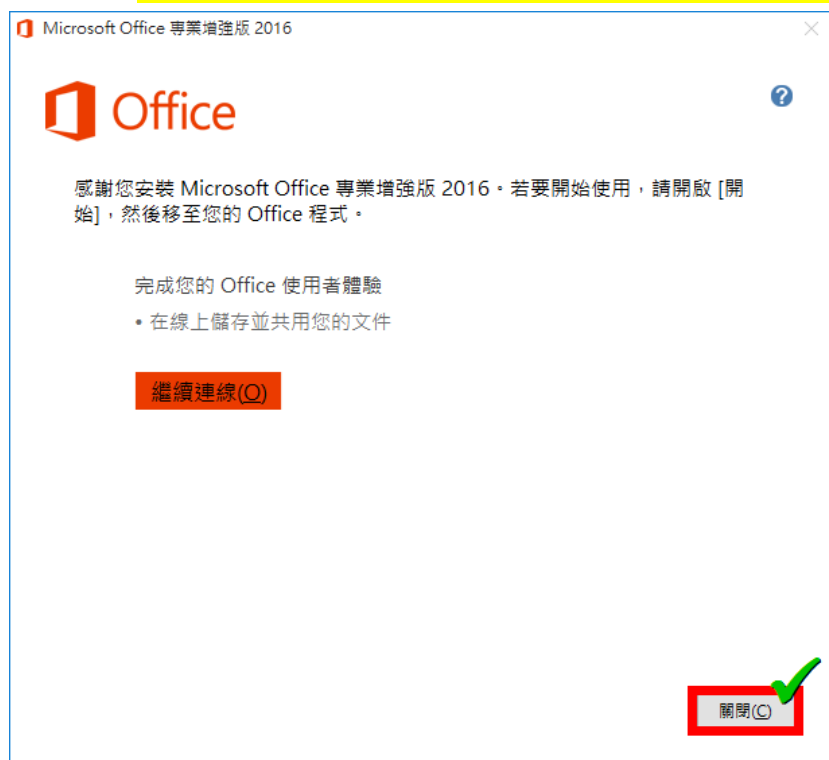 Microsoft Office 專業增強版 2016
Office
感謝您安裝 Microsoft Office 專業增強版 2016。若要開始使用，請開啟 [開
始]，然後移至您的 Office 程式。
完成您的 Office 使用者體驗
• 在線上儲存並共用您的文件
繼續連線(O)
關閉(C)